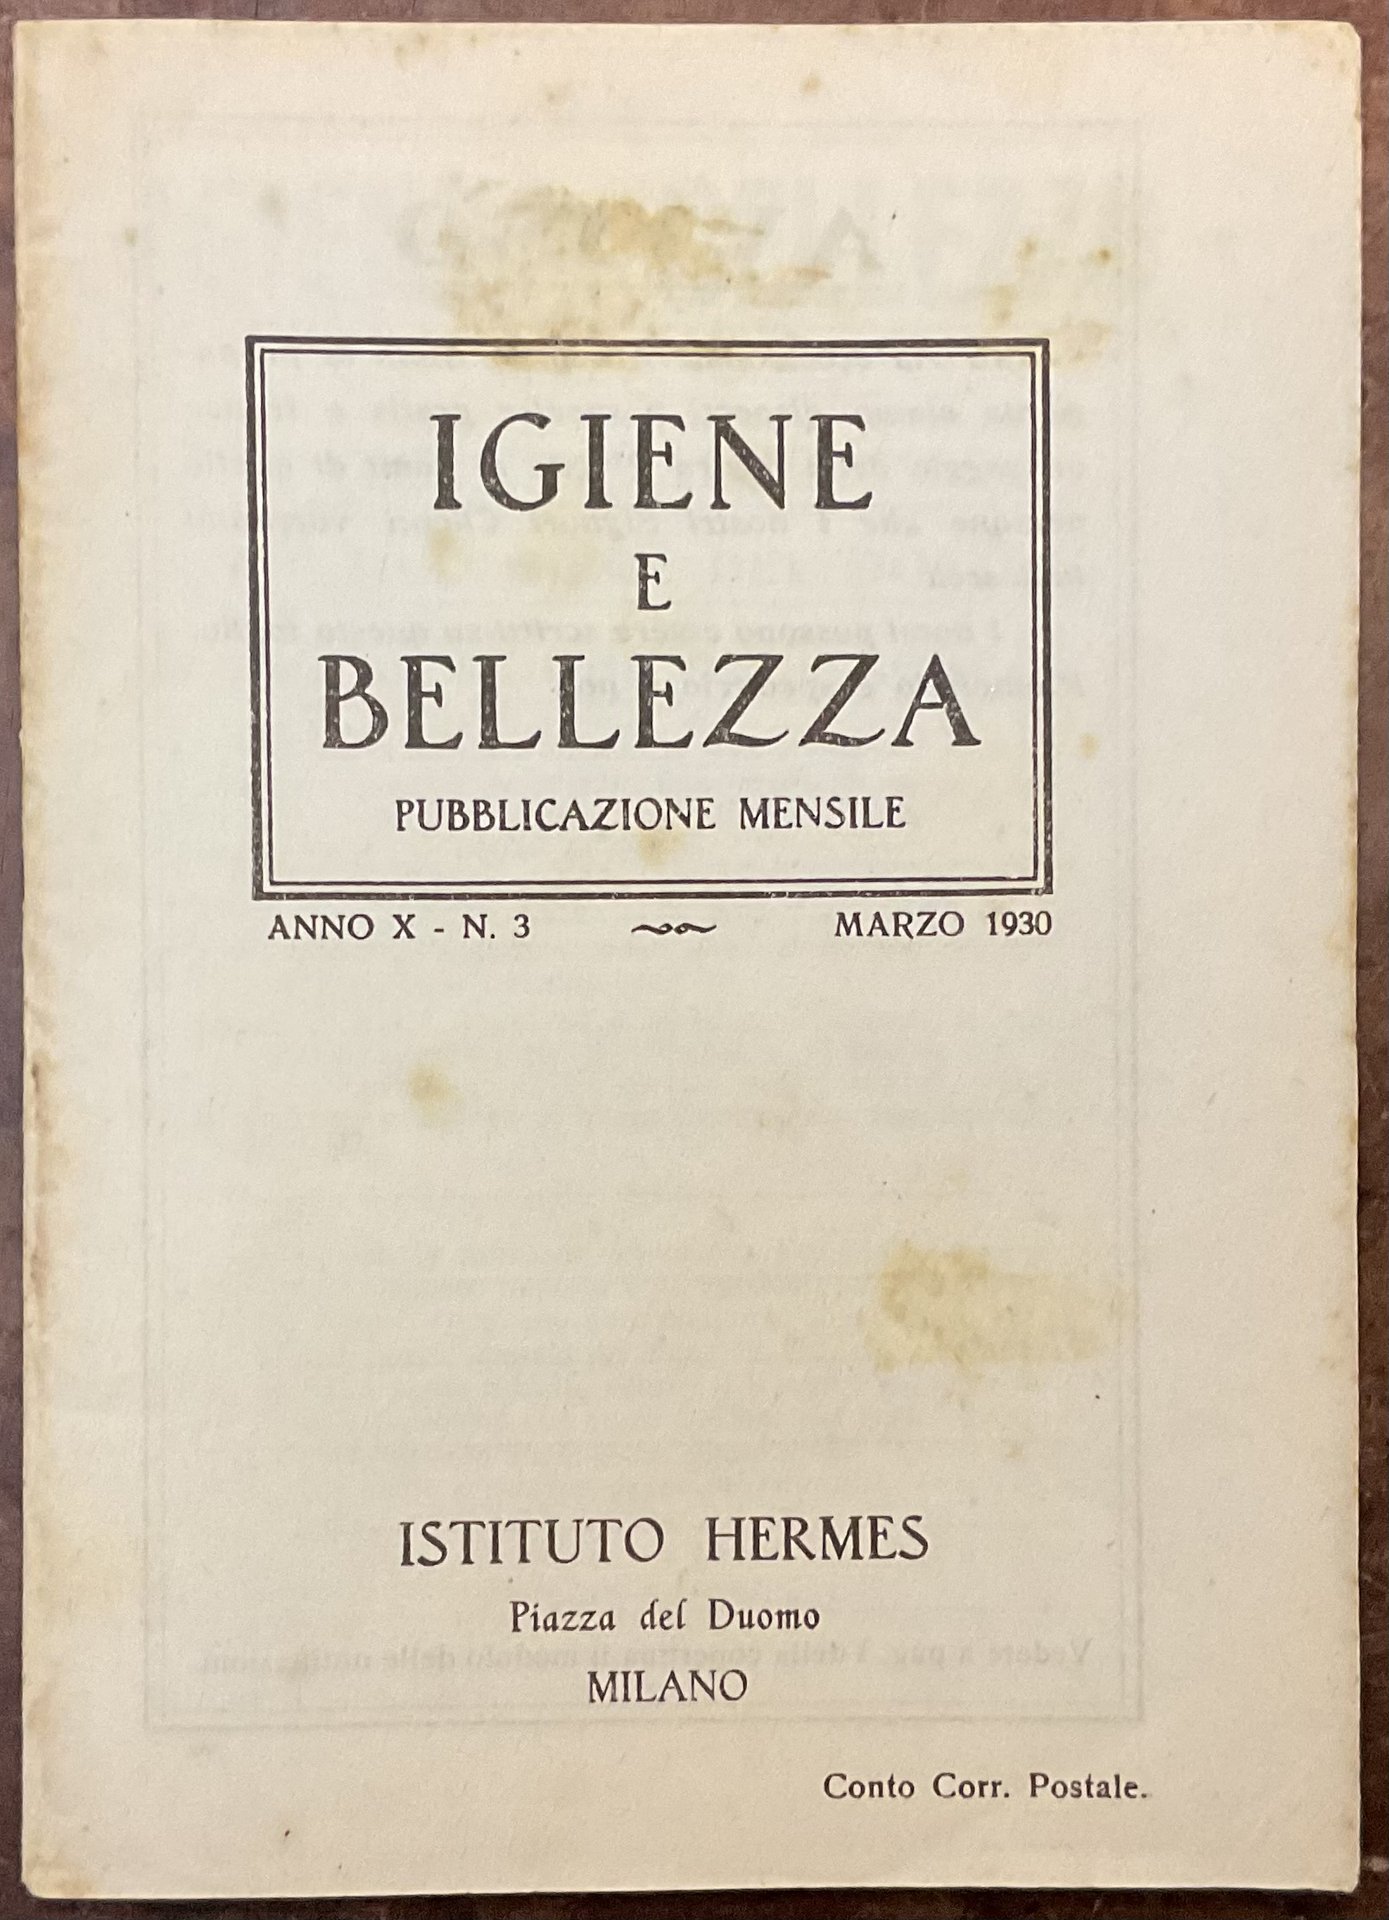 IGIENE
E
BELLEZZA
PUBBLICAZIONE MENSILE
ANNO X - N. 3 MARZO 1930
ISTITUTO HERMES
Piazza del Duomo
MILANO
Conto Corr. Postale.